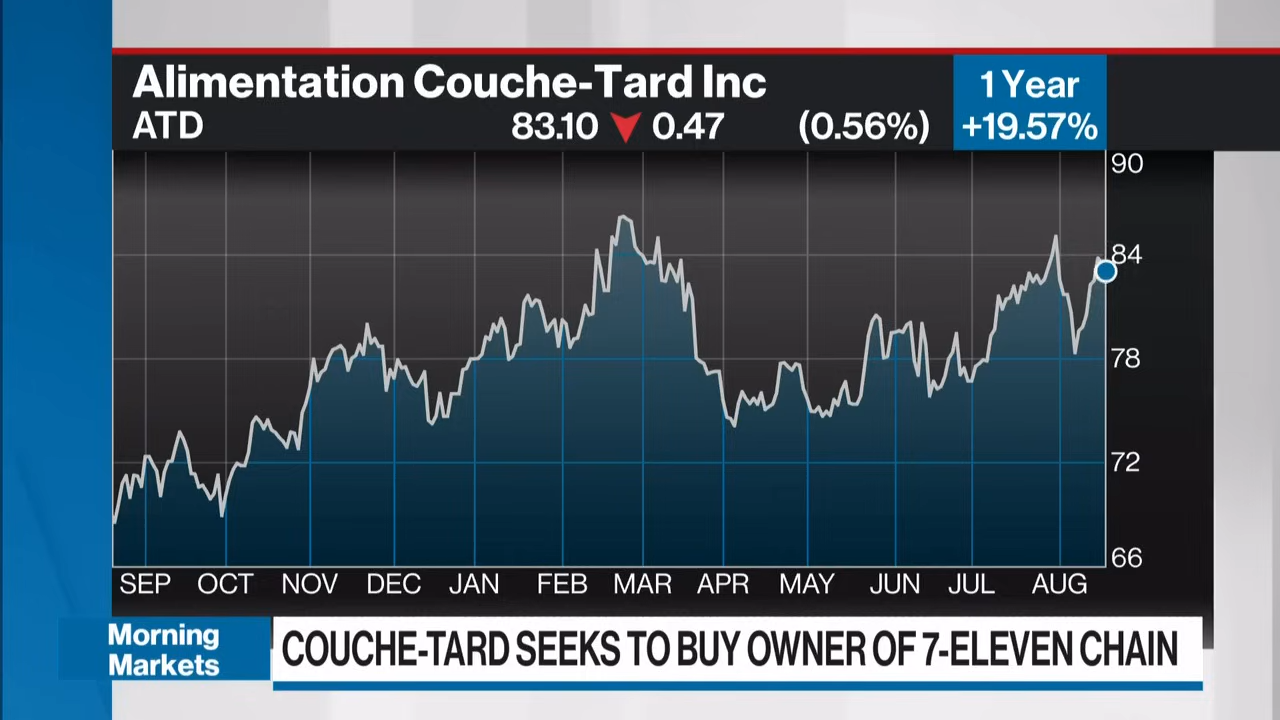 Alimentation Couche-Tard Inc
ATD 83.10 ▼ 0.47 (0.56%)
1 Year
+19.57%
90
84
78
72
66
SEP OCT NOV DEC JAN FEB MAR APR MAY JUN JUL AUG
Morning
Markets
COUCHE-TARD SEEKS TO BUY OWNER OF 7-ELEVEN CHAIN